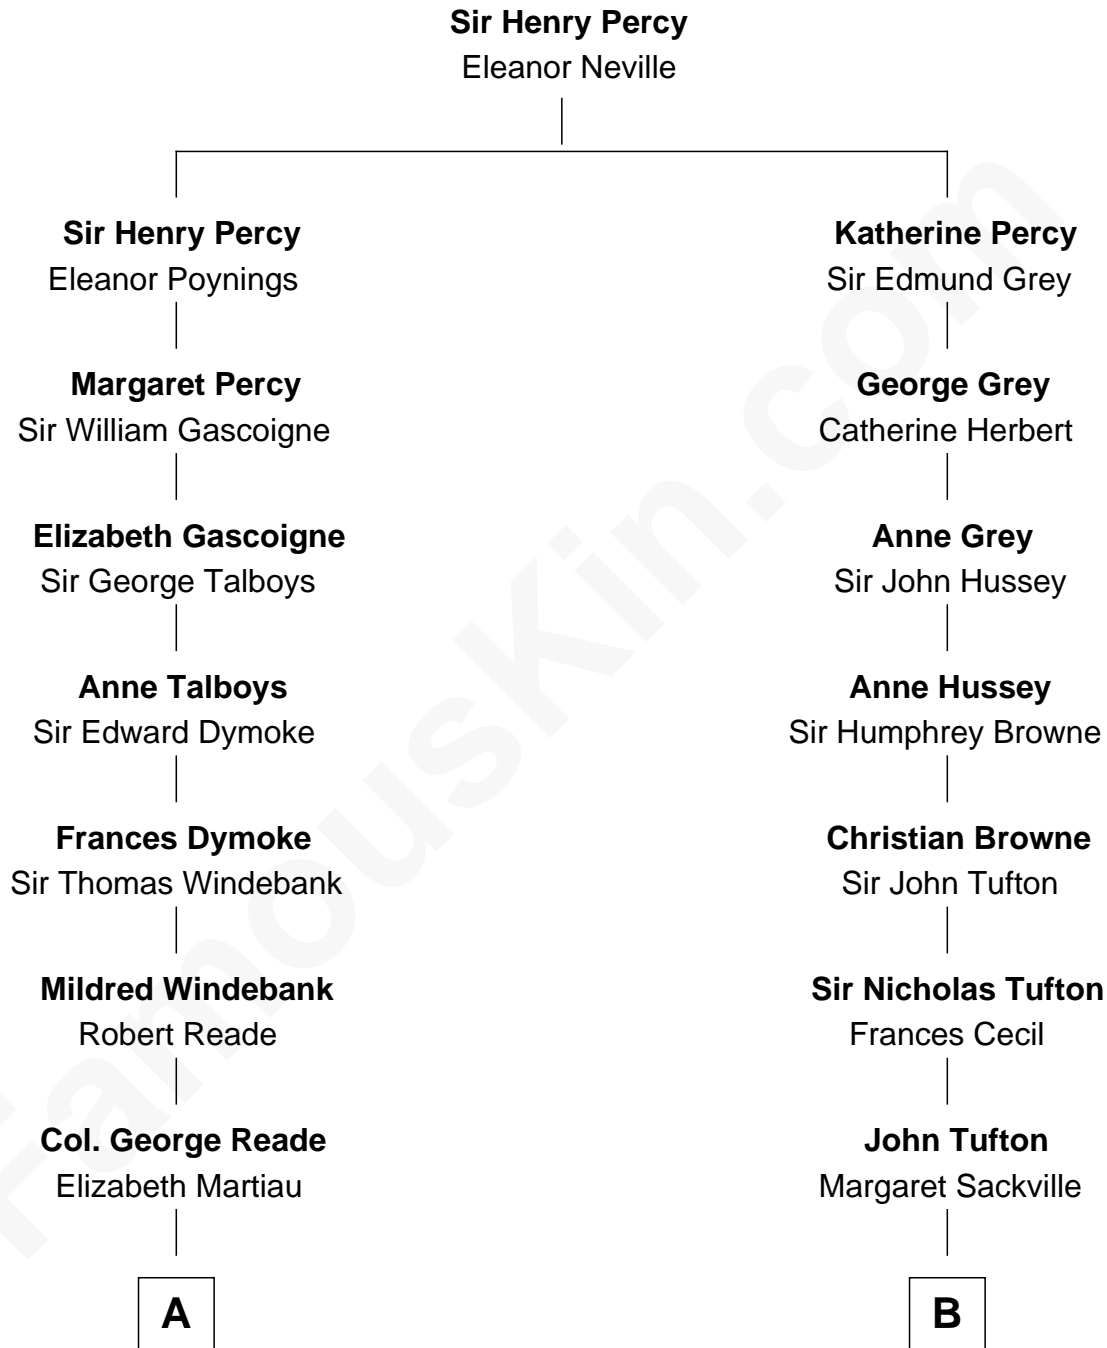 Sir Henry Percy
Eleanor Neville
Sir Henry Percy
Eleanor Poynings
Katherine Percy
Sir Edmund Grey
Margaret Percy
Sir William Gascoigne
George Grey
Catherine Herbert
Elizabeth Gascoigne
Sir George Talboys
Anne Grey
Sir John Hussey
Anne Talboys
Sir Edward Dymoke
Anne Hussey
Sir Humphrey Browne
Frances Dymoke
Sir Thomas Windebank
Christian Browne
Sir John Tufton
Mildred Windebank
Robert Reade
Sir Nicholas Tufton
Frances Cecil
Col. George Reade
Elizabeth Martiau
John Tufton
Margaret Sackville
A
B
FamousKin.com